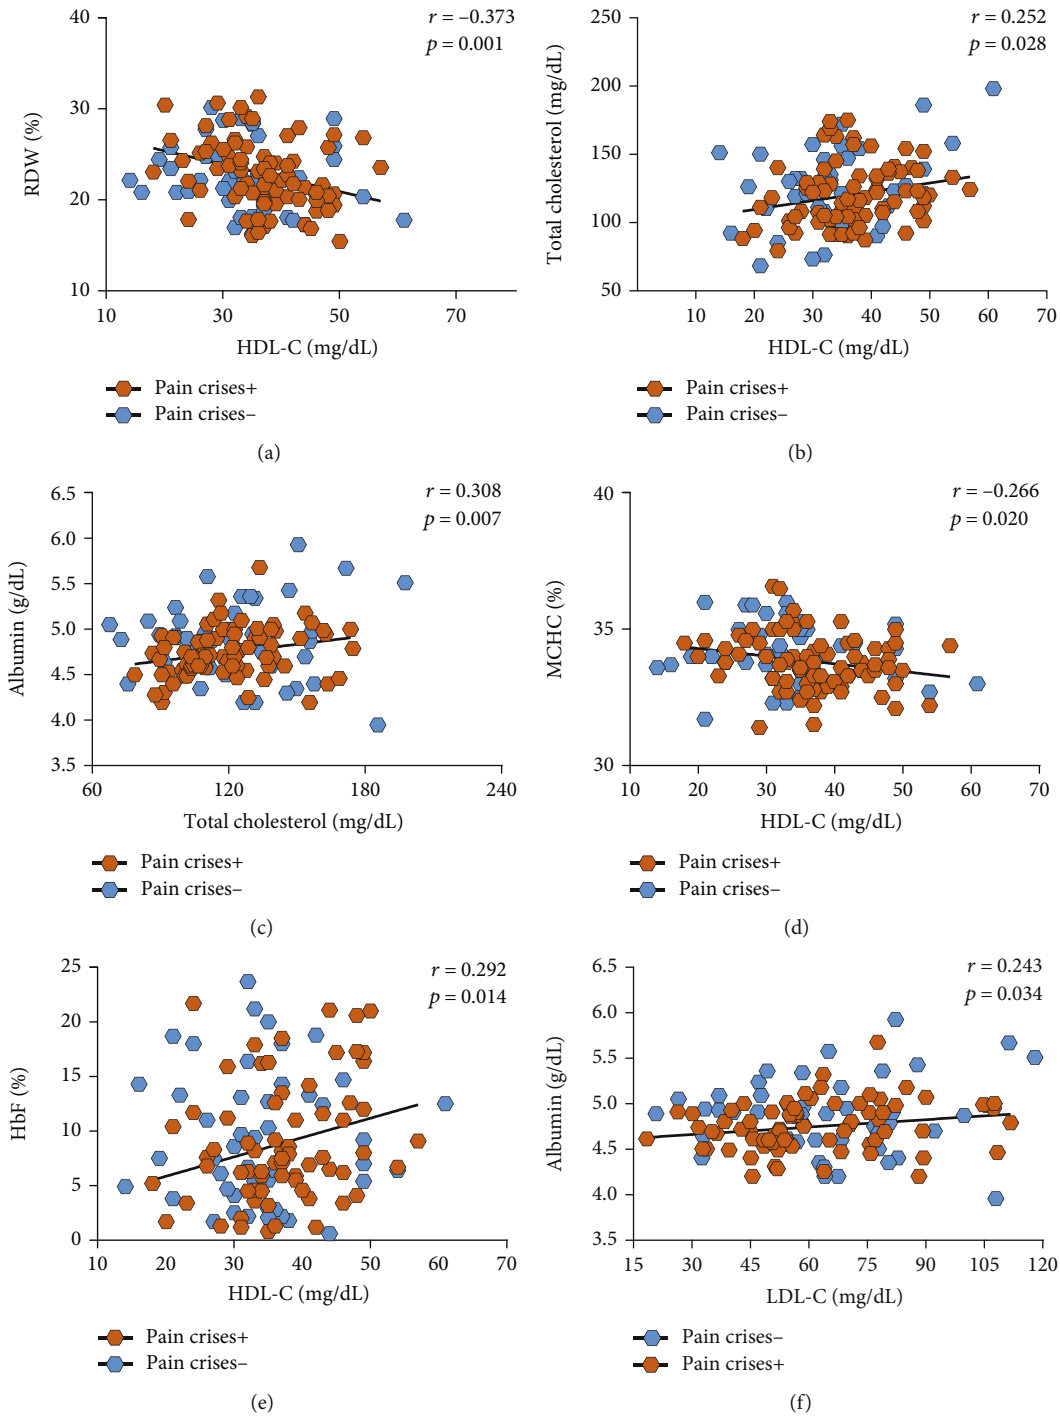 r = –0.373
p = 0.001
40
30
20
10
RDW (%)
10
30
50
70
HDL-C (mg/dL)
Pain crises+
Pain crises–
(a)
r = 0.252
p = 0.028
250
200
150
100
50
Total cholesterol (mg/dL)
10
20
30
40
50
60
70
HDL-C (mg/dL)
Pain crises+
Pain crises–
(b)
r = 0.308
p = 0.007
6.5
6.0
5.5
5.0
4.5
4.0
3.5
Albumin (g/dL)
60
120
180
240
Total cholesterol (mg/dL)
Pain crises+
Pain crises–
(c)
r = –0.266
p = 0.020
40
35
30
MCHC (%)
10
20
30
40
50
60
70
HDL-C (mg/dL)
Pain crises+
Pain crises–
(d)
r = 0.292
p = 0.014
25
20
15
10
5
0
HbF (%)
10
20
30
40
50
60
70
HDL-C (mg/dL)
Pain crises+
Pain crises–
(e)
r = 0.243
p = 0.034
6.5
5.5
5.0
4.5
4.0
3.5
Albumin (g/dL)
15
30
45
60
75
90
105
120
LDL-C (mg/dL)
Pain crises–
Pain crises+
(f)